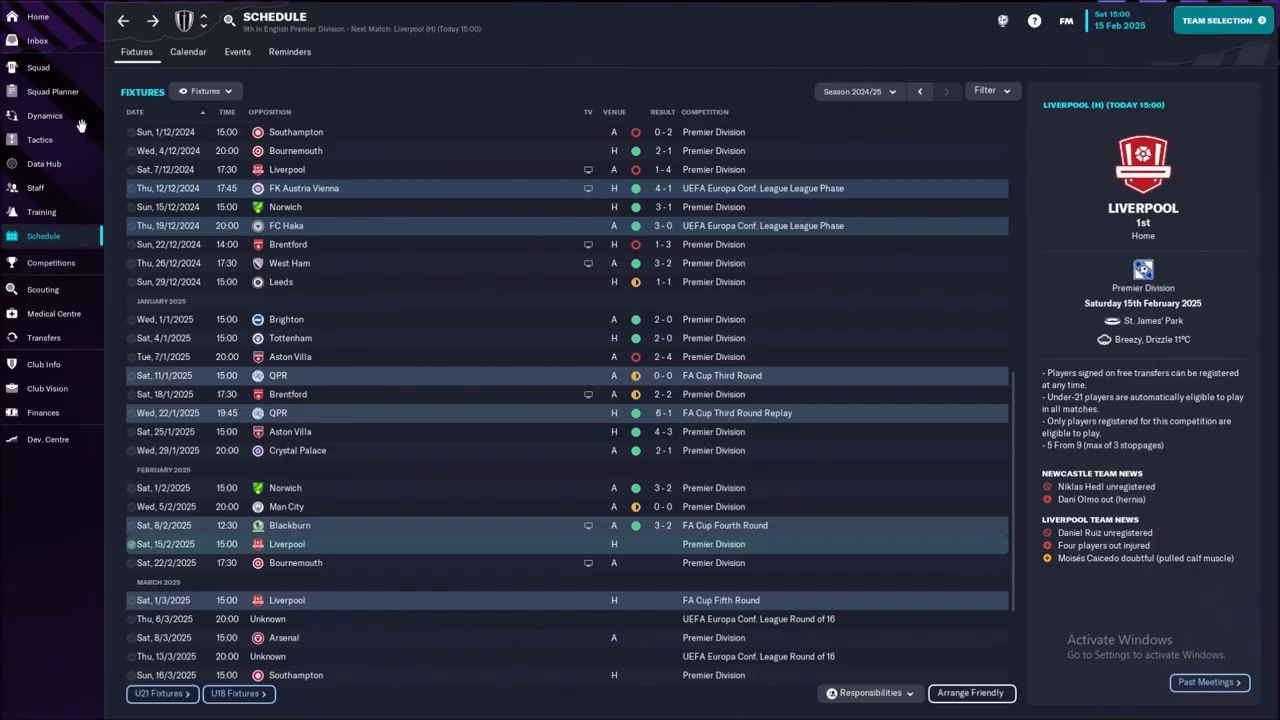 Home
Inbox
Squad
Squad Planner
Dynamics
Tactics
Data Hub
Staff
Training
Schedule
Competitions
Scouting
Medical Centre
Transfers
Club Info
Club Vision
Finances
Dev. Centre
SCHEDULE
9th in English Premier Division - Next Match: Liverpool (H) (Today 15:00)
FM
Sat 15:00
15 Feb 2025
TEAM SELECTION
Fixtures
Calendar
Events
Reminders
FIXTURES
Fixtures
Season 2024/25
Filter
DATE TIME OPPOSITION TV VENUE RESULT COMPETITION
Sun, 1/12/2024 15:00 Southampton A 0 - 2 Premier Division
Wed, 4/12/2024 20:00 Bournemouth H 2 - 1 Premier Division
Sat, 7/12/2024 17:30 Liverpool A 1 - 4 Premier Division
Thu, 12/12/2024 17:45 FK Austria Vienna H 4 - 1 UEFA Europa Conf. League League Phase
Sun, 15/12/2024 15:00 Norwich H 3 - 1 Premier Division
Thu, 19/12/2024 20:00 FC Haka A 3 - 0 UEFA Europa Conf. League League Phase
Sun, 22/12/2024 14:00 Brentford H 1 - 3 Premier Division
Thu, 26/12/2024 17:30 West Ham A 3 - 2 Premier Division
Sun, 29/12/2024 15:00 Leeds H 1 - 1 Premier Division
JANUARY 2025
Wed, 1/1/2025 15:00 Brighton A 2 - 0 Premier Division
Sat, 4/1/2025 15:00 Tottenham H 2 - 0 Premier Division
Tue, 7/1/2025 20:00 Aston Villa A 2 - 4 Premier Division
Sat, 11/1/2025 15:00 QPR A 0 - 0 FA Cup Third Round
Sat, 18/1/2025 17:30 Brentford A 2 - 2 Premier Division
Wed, 22/1/2025 19:45 QPR H 6 - 1 FA Cup Third Round Replay
Sat, 25/1/2025 15:00 Aston Villa H 4 - 3 Premier Division
Wed, 29/1/2025 20:00 Crystal Palace A 2 - 1 Premier Division
FEBRUARY 2025
Sat, 1/2/2025 15:00 Norwich A 3 - 2 Premier Division
Wed, 5/2/2025 20:00 Man City A 0 - 0 Premier Division
Sat, 8/2/2025 12:30 Blackburn A 3 - 2 FA Cup Fourth Round
Sat, 15/2/2025 15:00 Liverpool H Premier Division
Sat, 22/2/2025 17:30 Bournemouth A Premier Division
MARCH 2025
Sat, 1/3/2025 15:00 Liverpool H FA Cup Fifth Round
Thu, 6/3/2025 20:00 Unknown UEFA Europa Conf. League Round of 16
Sat, 8/3/2025 15:00 Arsenal A Premier Division
Thu, 13/3/2025 20:00 Unknown UEFA Europa Conf. League Round of 16
Sun, 16/3/2025 15:00 Southampton H Premier Division
U21 Fixtures >
U18 Fixtures >
Responsibilities
Arrange Friendly
LIVERPOOL (H) (TODAY 15:00)
LIVERPOOL
1st
Home
Premier Division
Saturday 15th February 2025
St. James' Park
Breezy, Drizzle 11ºC
- Players signed on free transfers can be registered
at any time.
- Under-21 players are automatically eligible to play
in all matches.
- Only players registered for this competition are
eligible to play.
- 5 From 9 (max of 3 stoppages)
NEWCASTLE TEAM NEWS
Niklas Hedl unregistered
Dani Olmo out (hernia)
LIVERPOOL TEAM NEWS
Daniel Ruiz unregistered
Four players out injured
Moisés Caicedo doubtful (pulled calf muscle)
Activate Windows
Go to Settings to activate Windows.
Past Meetings >